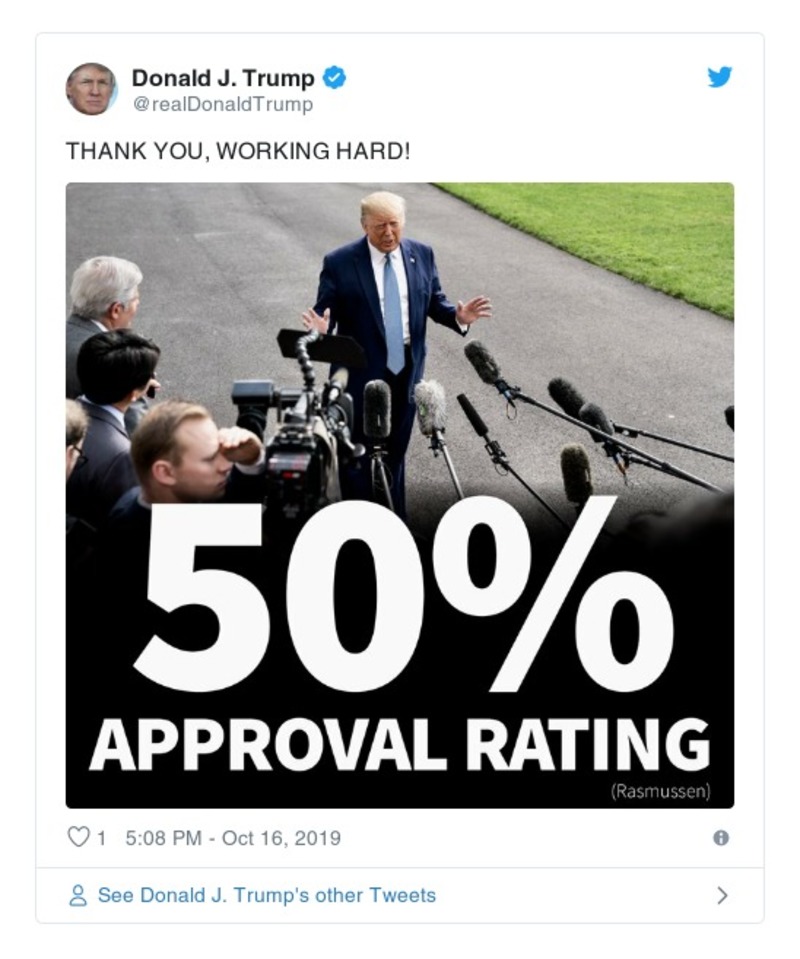 Donald J. Trump
@realDonaldTrump
THANK YOU, WORKING HARD!
50%
APPROVAL RATING
(Rasmussen)
1 5:08 PM - Oct 16, 2019
See Donald J. Trump's other Tweets